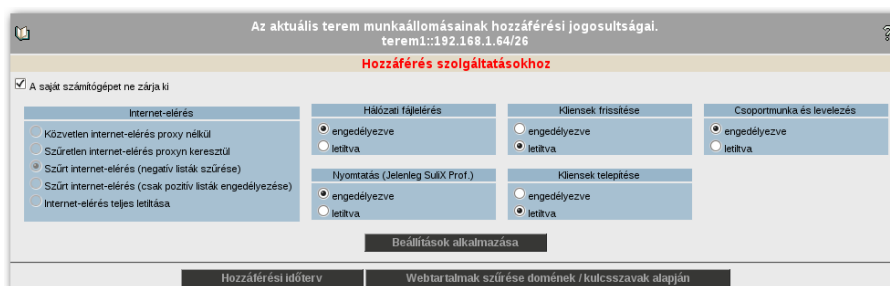 Az aktuális terem munkaállomásainak hozzáférési jogosultságai.
terem1::192.168.1.64/26
Hozzáférés szolgáltatásokhoz
A saját számítógépet ne zárja ki
Internet-elérés
Közvetlen internet-elérés proxy nélkül
Szűretlen internet-elérés proxyn keresztül
Szűrt internet-elérés (negatív listák szűrése)
Szűrt internet-elérés (csak pozitív listák engedélyezése)
Internet-elérés teljes letiltása
Hálózati fájlelérés
engedélyezve
letiltva
Kliensek frissítése
engedélyezve
letiltva
Csoportmunka és levelezés
engedélyezve
letiltva
Nyomtatás (Jelenleg SuliX Prof.)
engedélyezve
letiltva
Kliensek telepítése
engedélyezve
letiltva
Beállítások alkalmazása
Hozzáférési időterv
Webtartalmak szűrése domének / kulcsszavak alapján